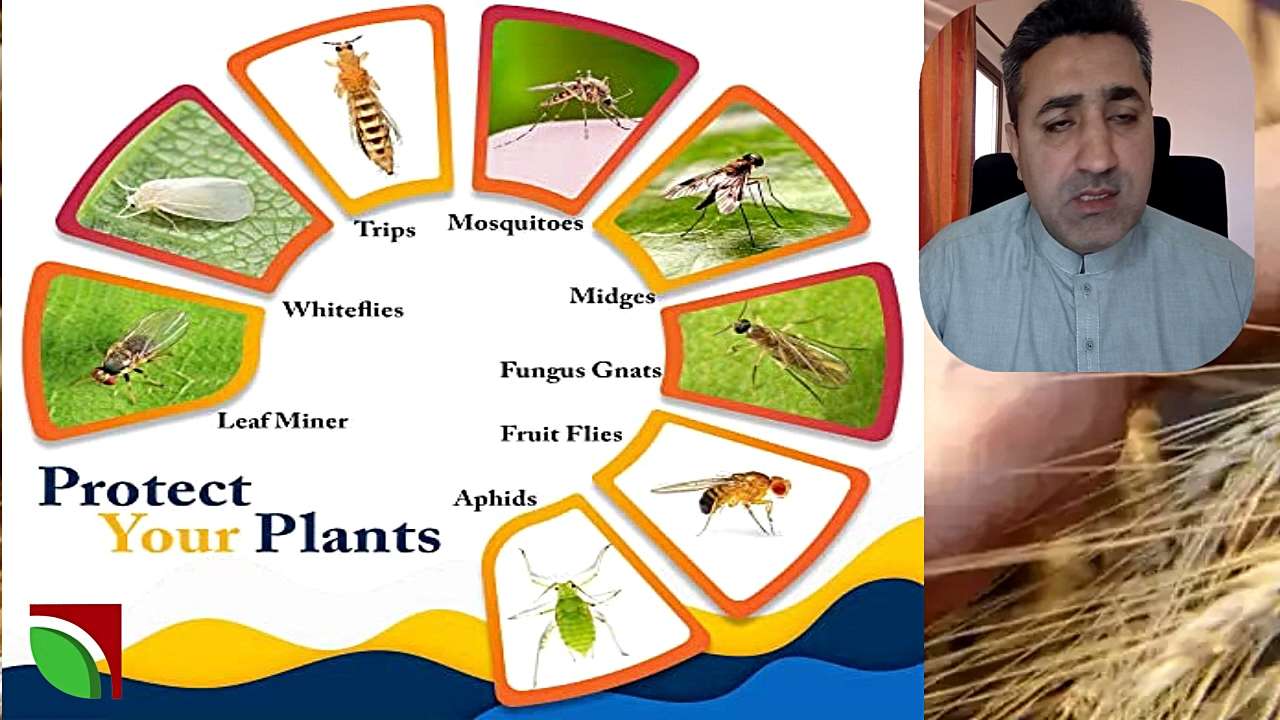 Trips
Mosquitoes
Whiteflies
Midges
Fungus Gnats
Leaf Miner
Fruit Flies
Aphids
Protect
Your Plants